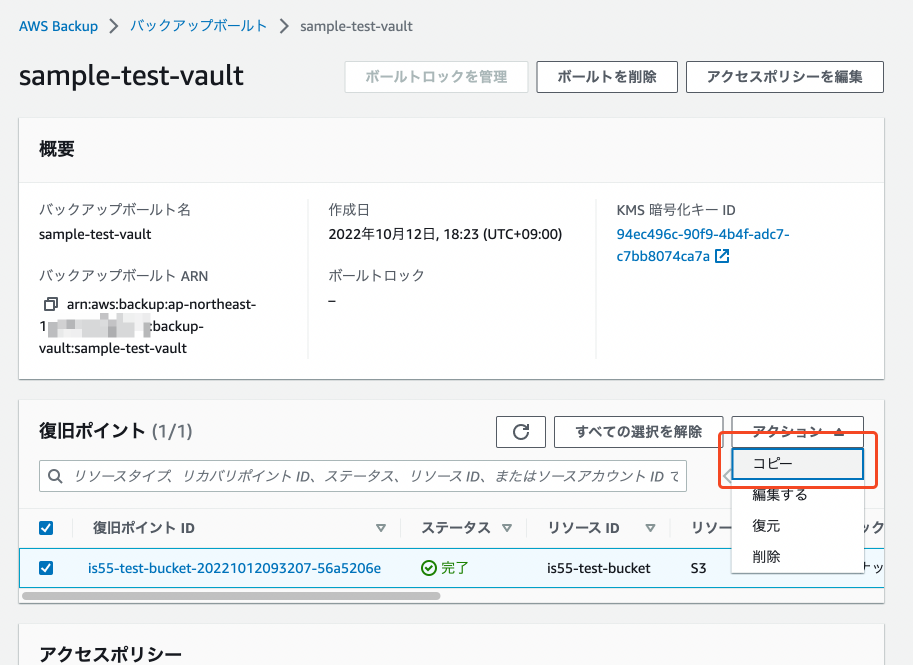 AWS Backup > バックアップボールト > sample-test-vault
sample-test-vault
ボールトロックを管理
ボールトを削除
アクセスポリシーを編集
概要
バックアップボールト名
sample-test-vault
バックアップボールト ARN
arn:aws:backup:ap-northeast-
1 :backup-
vault:sample-test-vault
作成日
2022年10月12日, 18:23 (UTC+09:00)
ボールトロック
–
KMS 暗号化キー ID
94ec496c-90f9-4b4f-adc7-
c7bb8074ca7a
復旧ポイント (1/1)
すべての選択を解除
アクション
リソースタイプ、リカバリポイント ID、ステータス、リソース ID、またはソースアカウント ID で
コピー
編集する
復元
削除
復旧ポイント ID
ステータス
リソース ID
リソー
ック
is55-test-bucket-20221012093207-56a5206e
完了
is55-test-bucket
S3
ナッ
アクセスポリシー